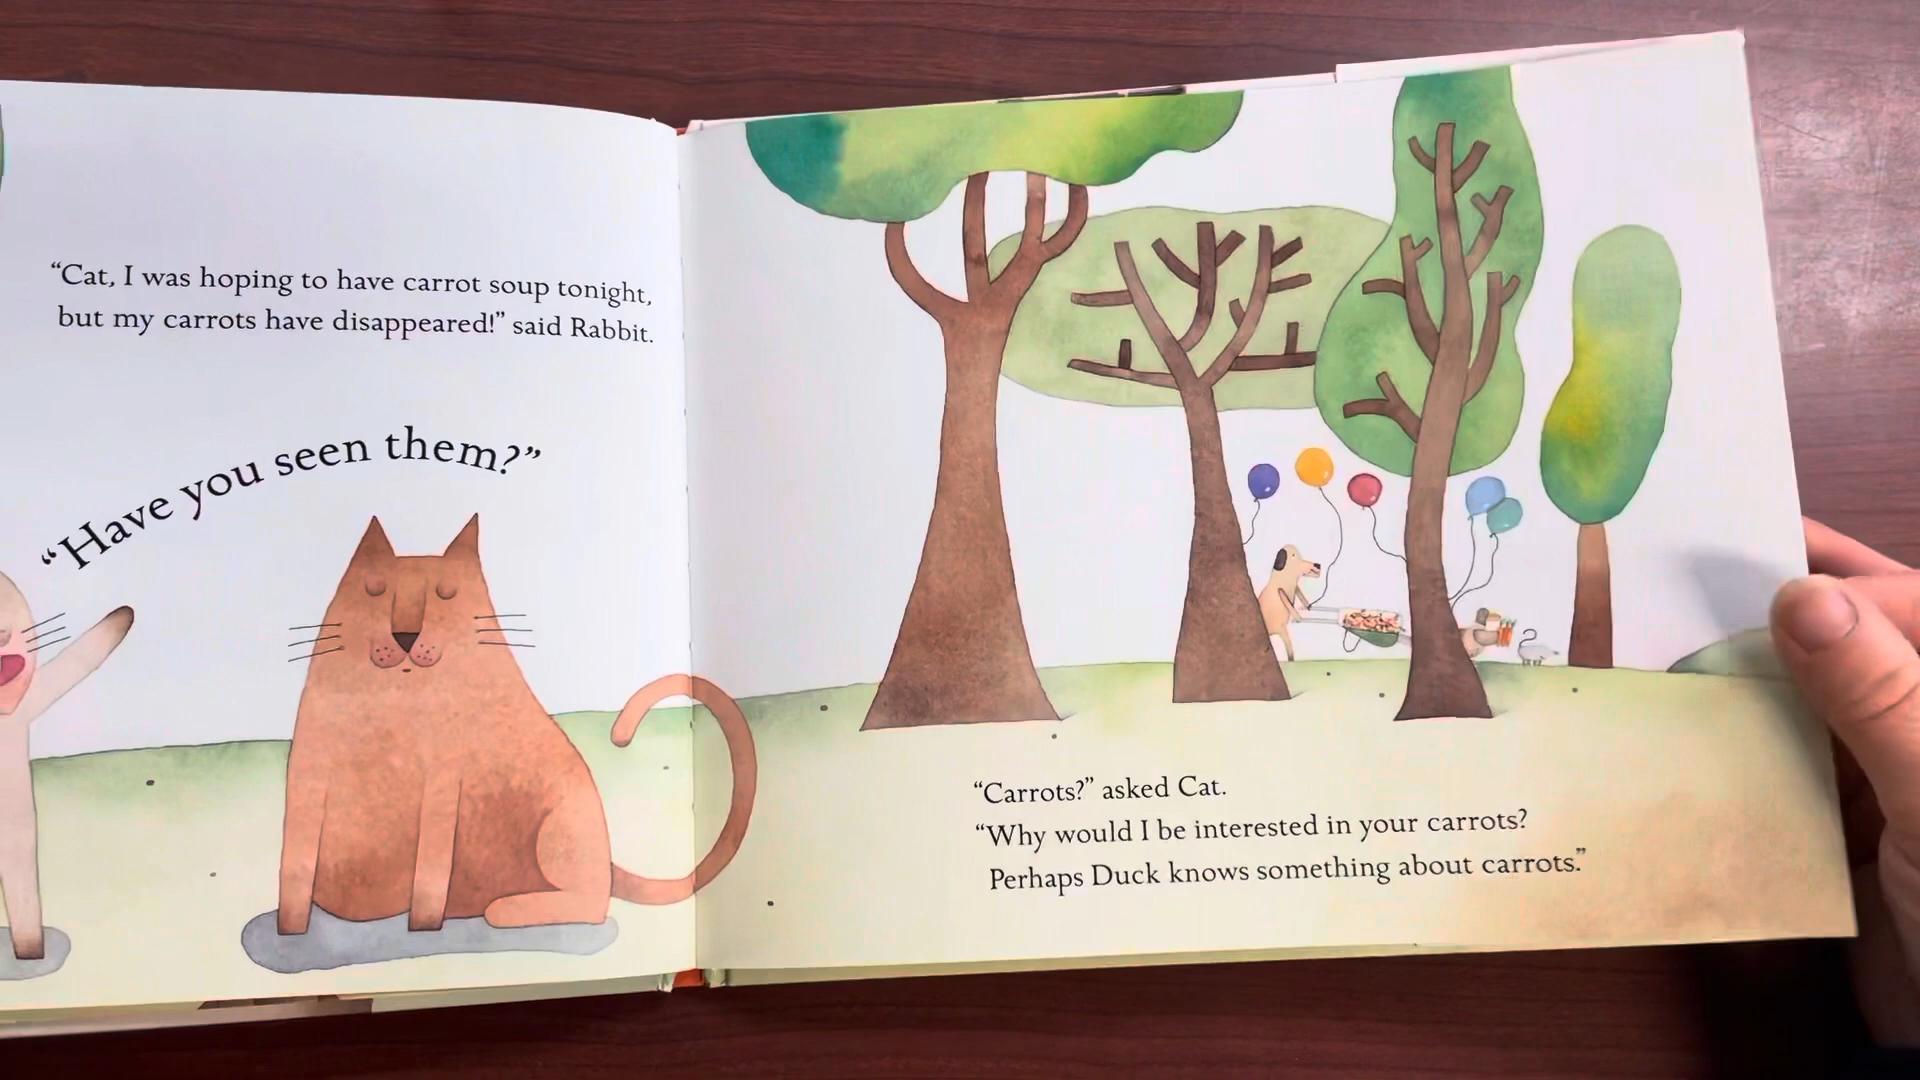 “Cat, I was hoping to have carrot soup tonight,
but my carrots have disappeared!” said Rabbit.
“Have you seen them?”
“Carrots?” asked Cat.
“Why would I be interested in your carrots?
Perhaps Duck knows something about carrots.”